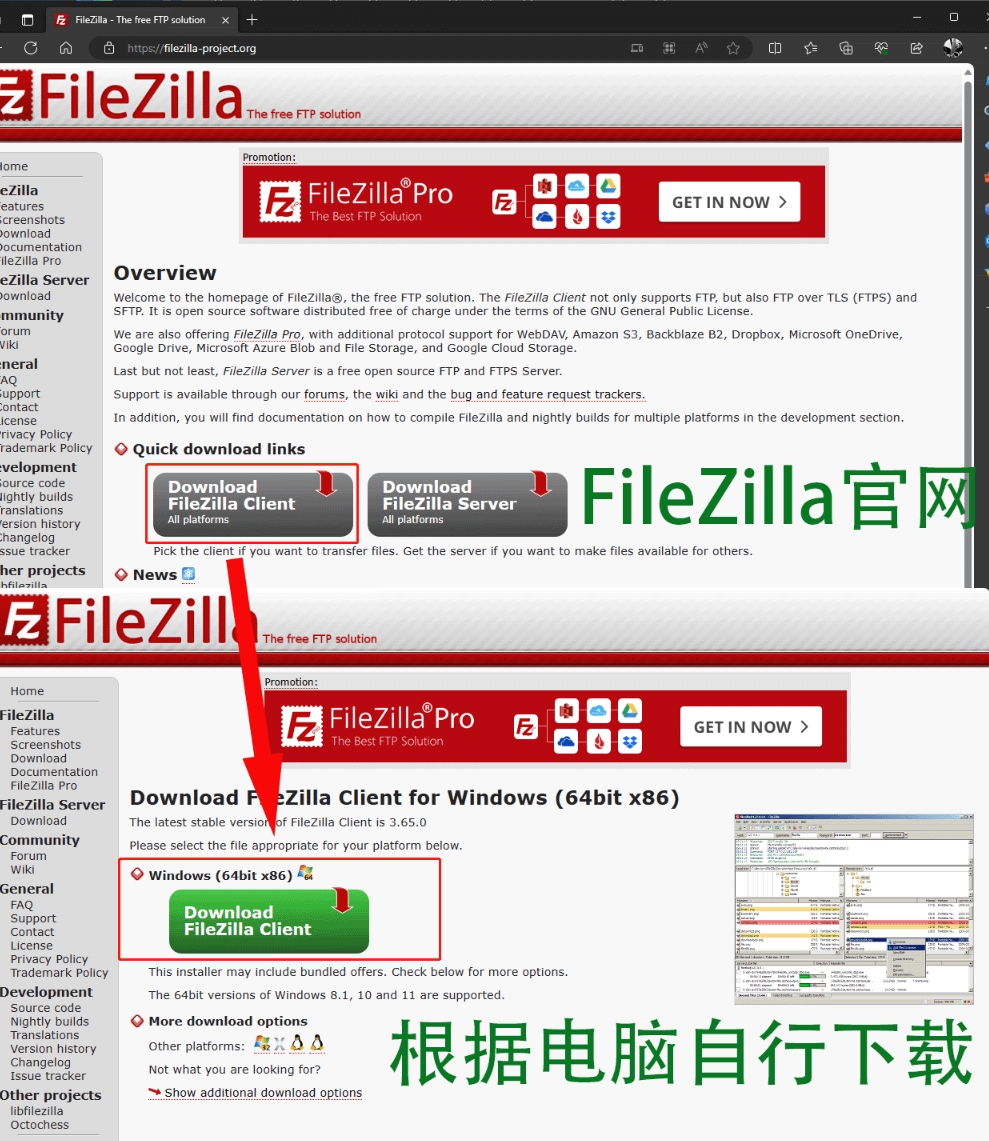 FileZilla - The free FTP solution
https://filezilla-project.org
FileZilla The free FTP solution
Home
Promotion:
FileZilla®Pro
The Best FTP Solution
GET IN NOW
eZilla
eatures
creenshots
Download
Documentation
ileZilla Pro
eZilla Server
Download
mmunity
orum
Wiki
eneral
FAQ
Support
Contact
icense
rivacy Policy
rademark Policy
evelopment
ource code
ightly builds
ranslations
ersion history
hangelog
ssue tracker
her projects
bfilezilla
Overview
Welcome to the homepage of FileZilla®, the free FTP solution. The FileZilla Client not only supports FTP, but also FTP over TLS (FTPS) and
SFTP. It is open source software distributed free of charge under the terms of the GNU General Public License.
We are also offering FileZilla Pro, with additional protocol support for WebDAV, Amazon S3, Backblaze B2, Dropbox, Microsoft OneDrive,
Google Drive, Microsoft Azure Blob and File Storage, and Google Cloud Storage.
Last but not least, FileZilla Server is a free open source FTP and FTPS Server.
Support is available through our forums, the wiki and the bug and feature request trackers.
In addition, you will find documentation on how to compile FileZilla and nightly builds for multiple platforms in the development section.
Quick download links
Download
FileZilla Client
All platforms
Download
FileZilla Server
All platforms
FileZilla官网
Pick the client if you want to transfer files. Get the server if you want to make files available for others.
News
FileZilla The free FTP solution
Home
FileZilla
Features
Screenshots
Download
Documentation
FileZilla Pro
FileZilla Server
Download
Community
Forum
Wiki
General
FAQ
Support
Contact
License
Privacy Policy
Trademark Policy
Development
Source code
Nightly builds
Translations
Version history
Changelog
Issue tracker
Other projects
libfilezilla
Octochess
Promotion:
FileZilla®Pro
The Best FTP Solution
GET IN NOW
Download FileZilla Client for Windows (64bit x86)
The latest stable version of FileZilla Client is 3.65.0
Please select the file appropriate for your platform below.
Windows (64bit x86)
Download
FileZilla Client
This installer may include bundled offers. Check below for more options.
The 64bit versions of Windows 8.1, 10 and 11 are supported.
More download options
Other platforms:
Not what you are looking for?
Show additional download options
根据电脑自行下载